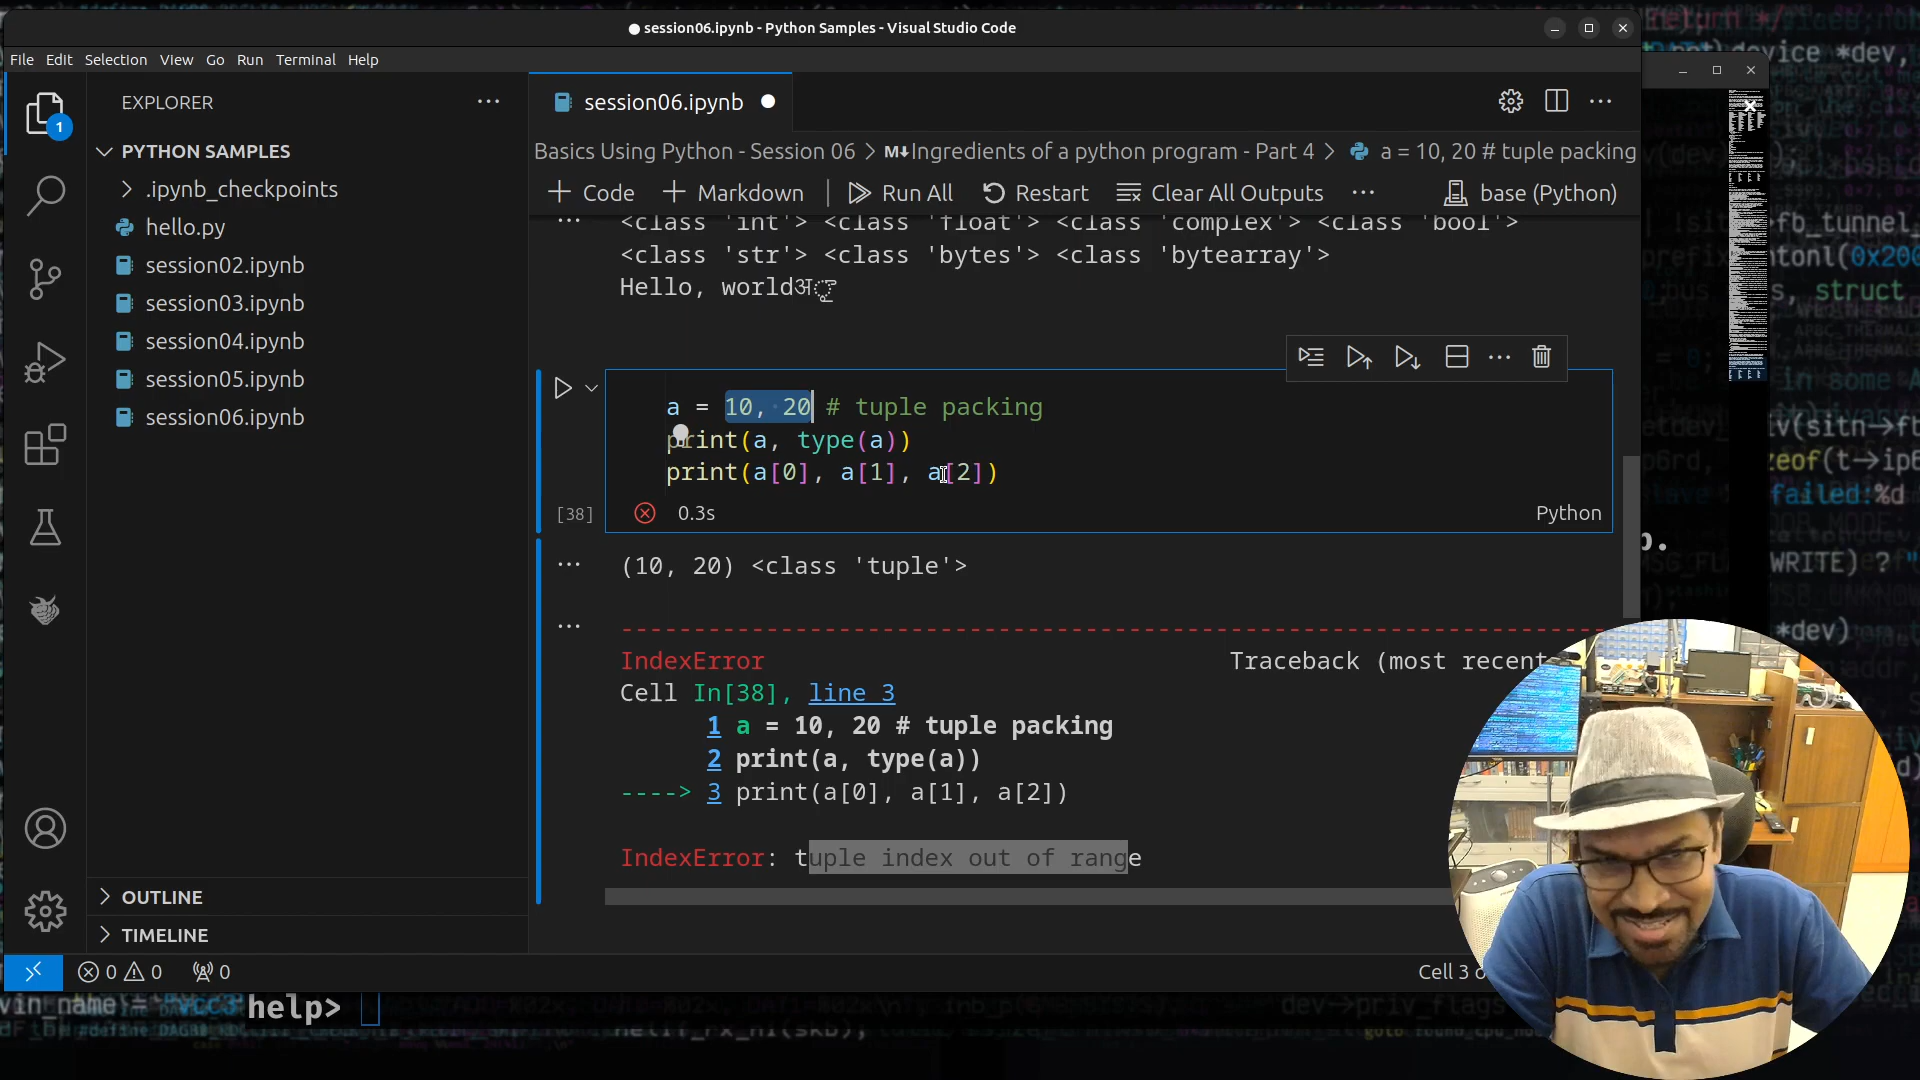 session06.ipynb - Python Samples - Visual Studio Code
File Edit Selection View Go Run Terminal Help
EXPLORER
session06.ipynb
1
PYTHON SAMPLES
.ipynb_checkpoints
hello.py
session02.ipynb
session03.ipynb
session04.ipynb
session05.ipynb
session06.ipynb
OUTLINE
TIMELINE
Basics Using Python - Session 06 > M↓Ingredients of a python program - Part 4 > a = 10, 20 # tuple packing
Code Markdown Run All Restart Clear All Outputs base (Python)
<class 'int'> <class 'float'> <class 'complex'> <class 'bool'>
<class 'str'> <class 'bytes'> <class 'bytearray'>
a = 10, 20 # tuple packing
print(a, type(a))
print(a[0], a[1], a[2])
[38] 0.3s Python
(10, 20) <class 'tuple'>
IndexError Traceback (most recent
Cell In[38], line 3
1 a = 10, 20 # tuple packing
2 print(a, type(a))
----> 3 print(a[0], a[1], a[2])
IndexError: tuple index out of range
0 0 0
Cell 3 o
help>
device *dev,
struct
*dev)